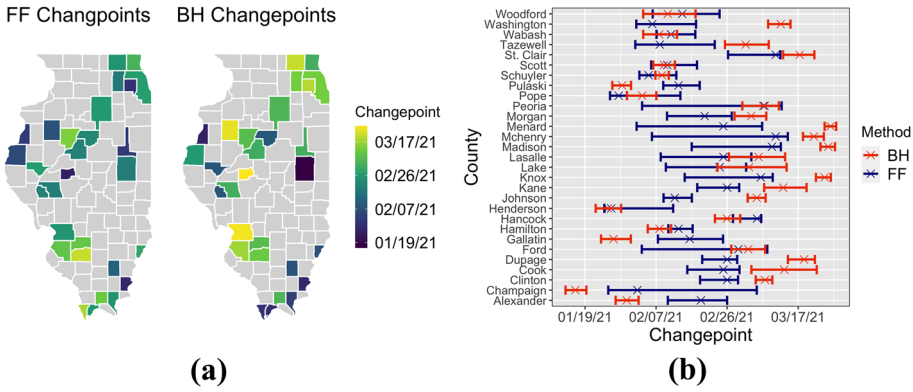 FF Changpoints
BH Changepoints
Changepoint
03/17/21
02/26/21
02/07/21
01/19/21
(a)
County
Woodford
Washington
Wabash
Tazewell
St. Clair
Scott
Schuyler
Pulaski
Pope
Peoria
Morgan
Menard
Mchenry
Madison
Lasalle
Lake
Knox
Kane
Johnson
Henderson
Hancock
Hamilton
Gallatin
Ford
Dupage
Cook
Clinton
Champaign
Alexander
01/19/21 02/07/21 02/26/21 03/17/21
Changepoint
Method
BH
FF
(b)